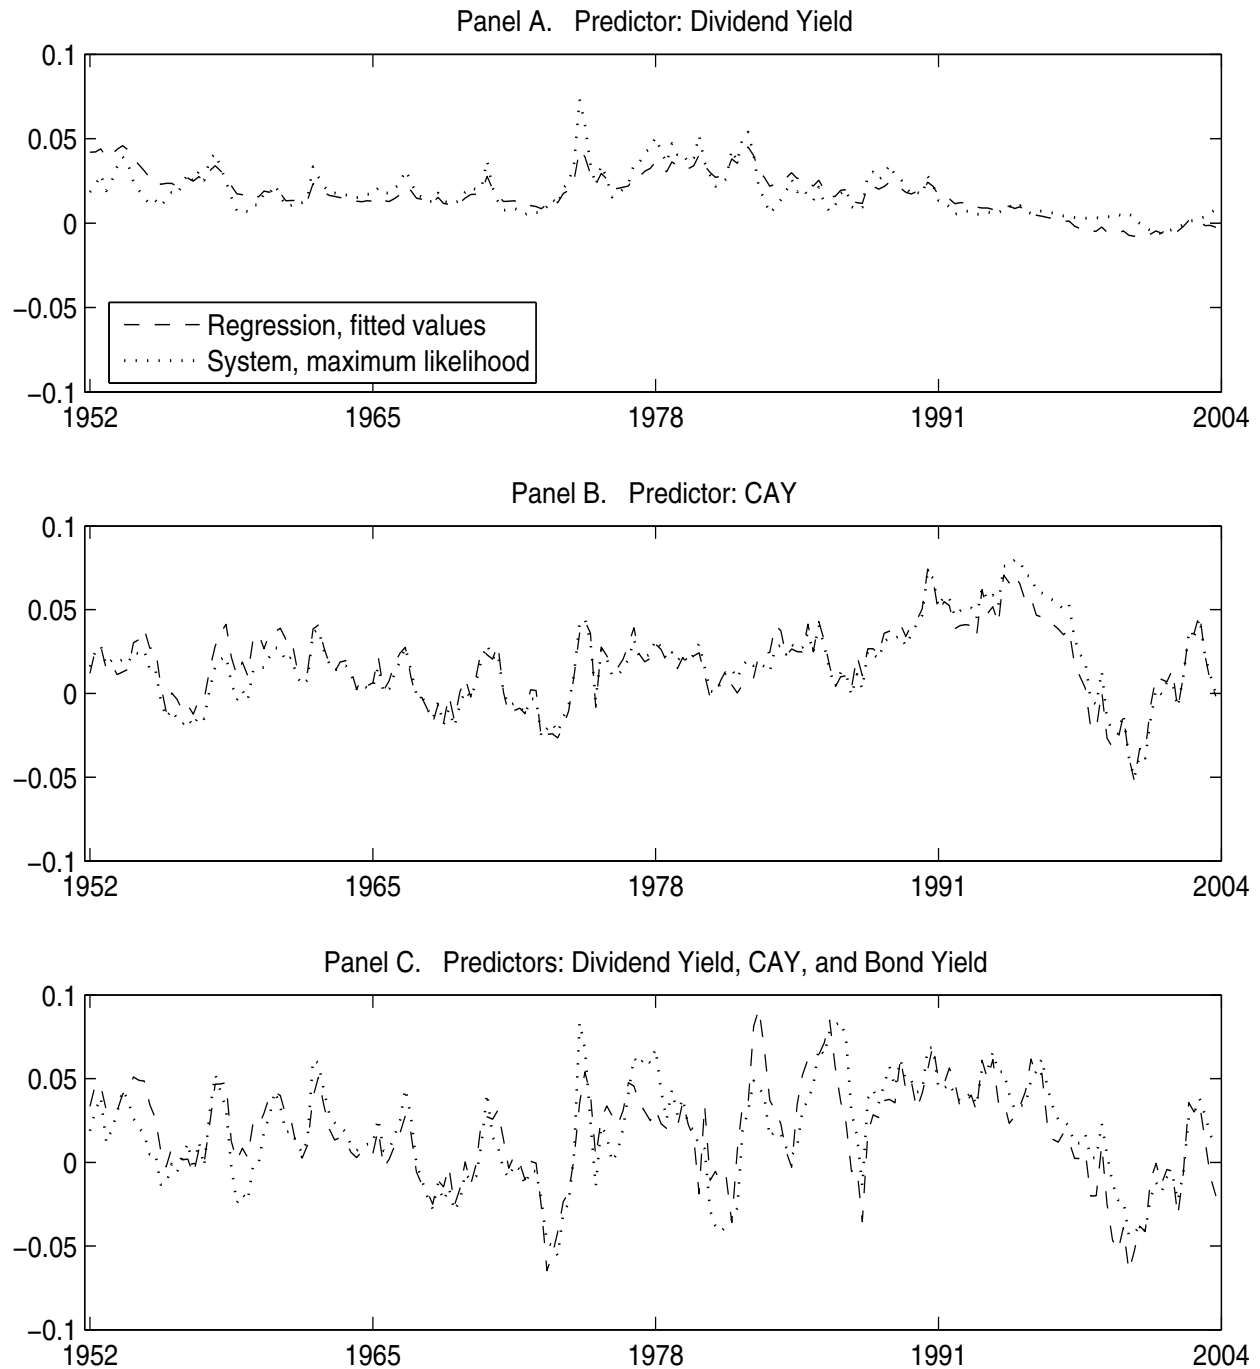 Panel A. Predictor: Dividend Yield
0.1
0.05
0
−0.05
−0.1
Regression, fitted values
System, maximum likelihood
1952 1965 1978 1991 2004
Panel B. Predictor: CAY
0.1
0.05
0
−0.05
−0.1
1952 1965 1978 1991 2004
Panel C. Predictors: Dividend Yield, CAY, and Bond Yield
0.1
0.05
0
−0.05
−0.1
1952 1965 1978 1991 2004